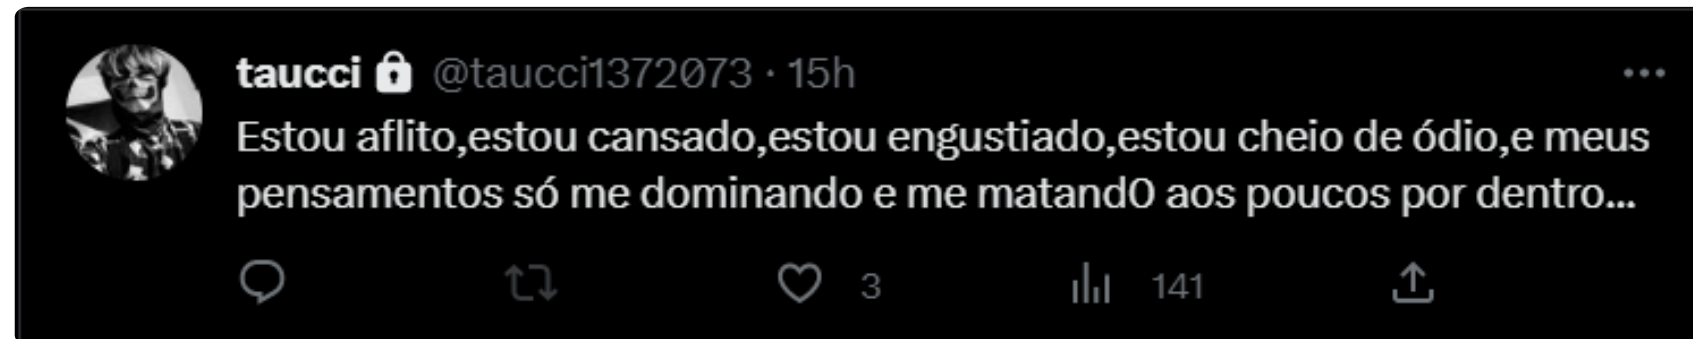 taucci @taucci1372073 · 15h
Estou aflito,estou cansado,estou engustiado,estou cheio de ódio,e meus
pensamentos só me dominando e me matand0 aos poucos por dentro...
3 141